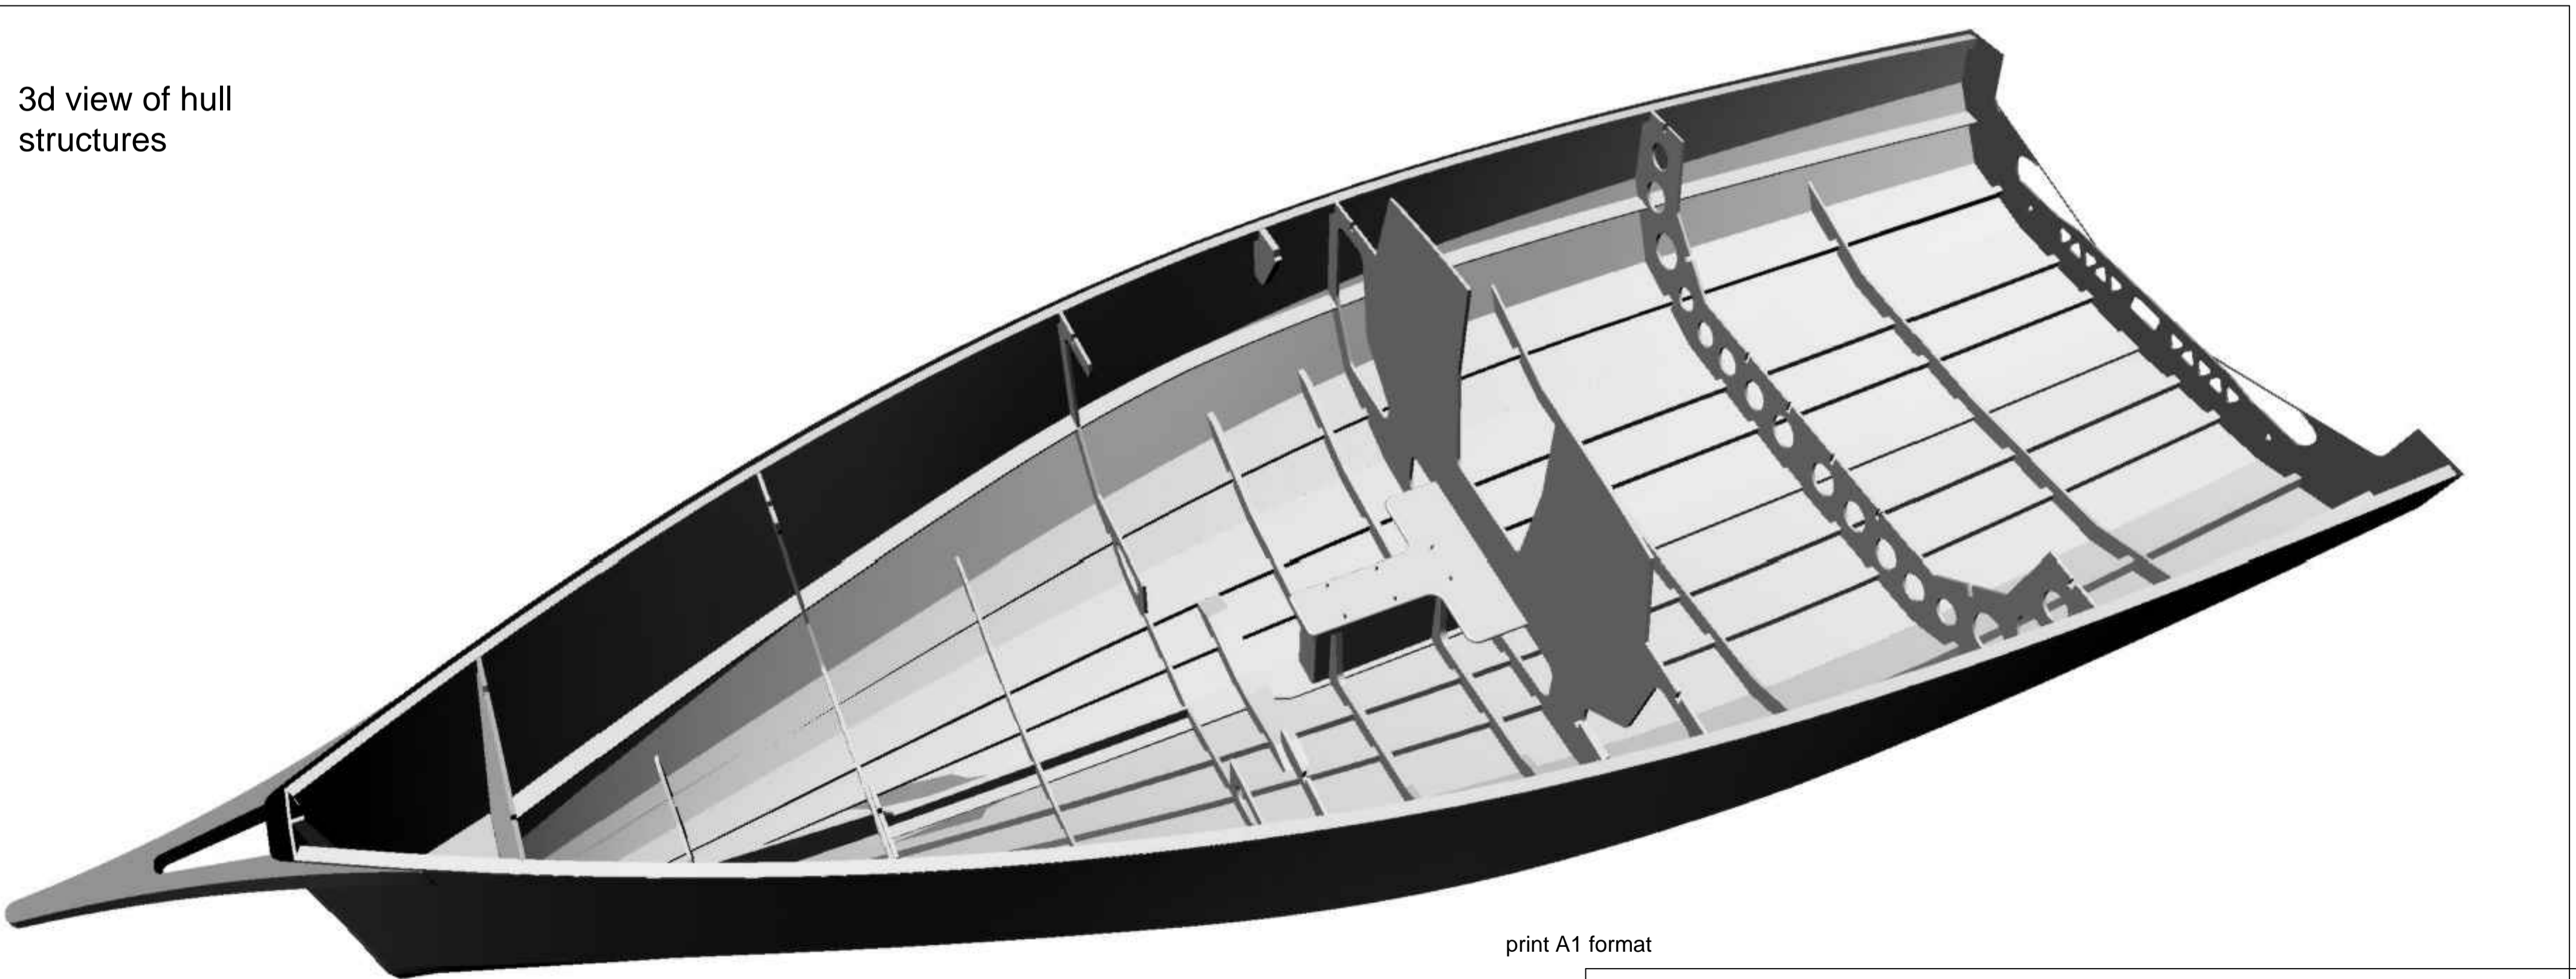 3d view of hull
structures
print A1 format